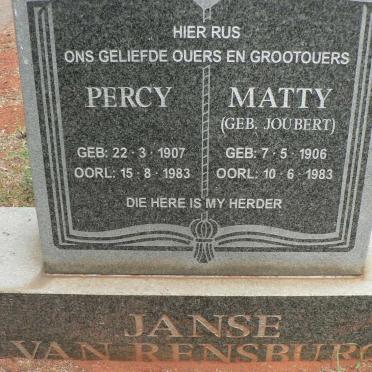 HIER RUS
ONS GELIEFDE OUERS EN GROOTOUERS
PERCY
GEB: 22 · 3 · 1907
OORL: 15 · 8 · 1983
MATTY
(GEB. JOUBERT)
GEB: 7 · 5 · 1906
OORL: 10 · 6 · 1983
DIE HERE IS MY HERDER
JANSE
VAN RENSBURG